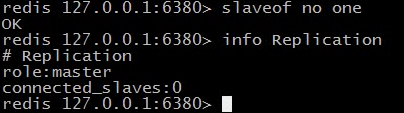 redis 127.0.0.1:6380> slaveof no one
OK
redis 127.0.0.1:6380> info Replication
# Replication
role:master
connected_slaves:0
redis 127.0.0.1:6380>